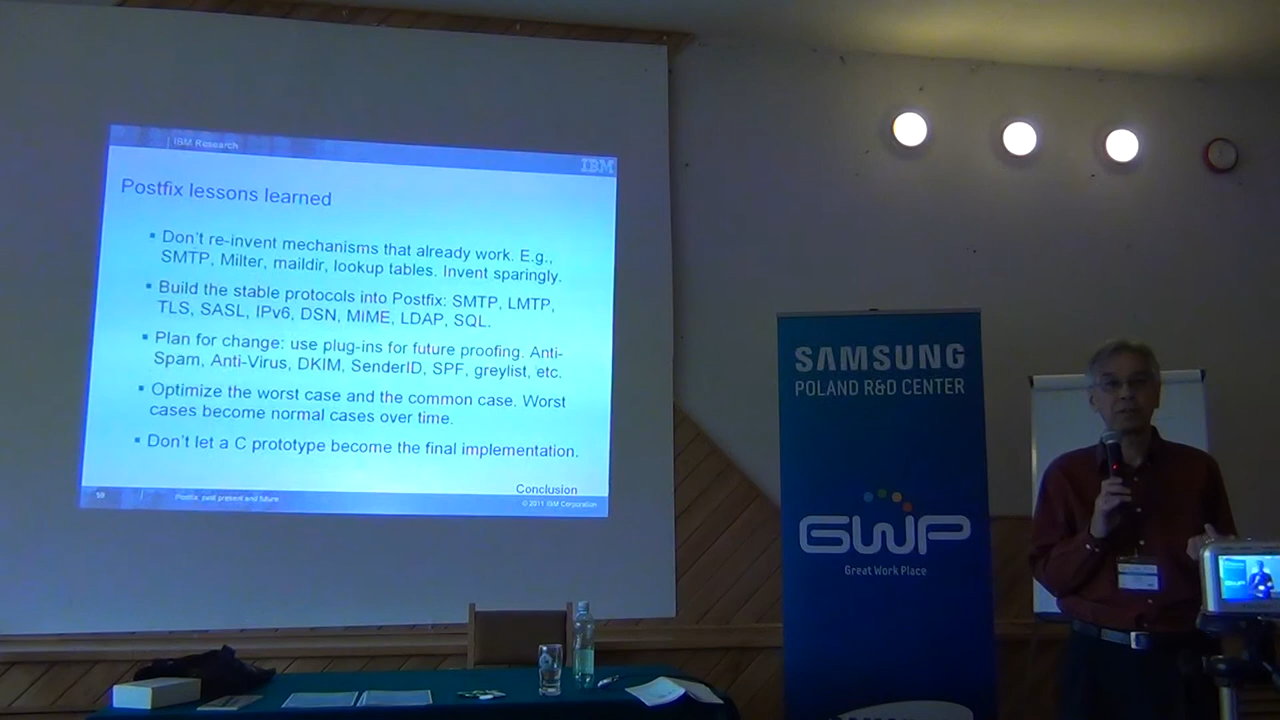 | IBM Research
IBM
Postfix lessons learned
▪ Don't re-invent mechanisms that already work. E.g.,
SMTP, Milter, maildir, lookup tables. Invent sparingly.
▪ Build the stable protocols into Postfix: SMTP, LMTP,
TLS, SASL, IPv6, DSN, MIME, LDAP, SQL.
▪ Plan for change: use plug-ins for future proofing. Anti-
Spam, Anti-Virus, DKIM, SenderID, SPF, greylist, etc.
▪ Optimize the worst case and the common case. Worst
cases become normal cases over time.
▪ Don't let a C prototype become the final implementation.
Conclusion
Postfix, past present and future
© 2011 IBM Corporation
SAMSUNG
POLAND R&D CENTER
GWP
Great Work Place